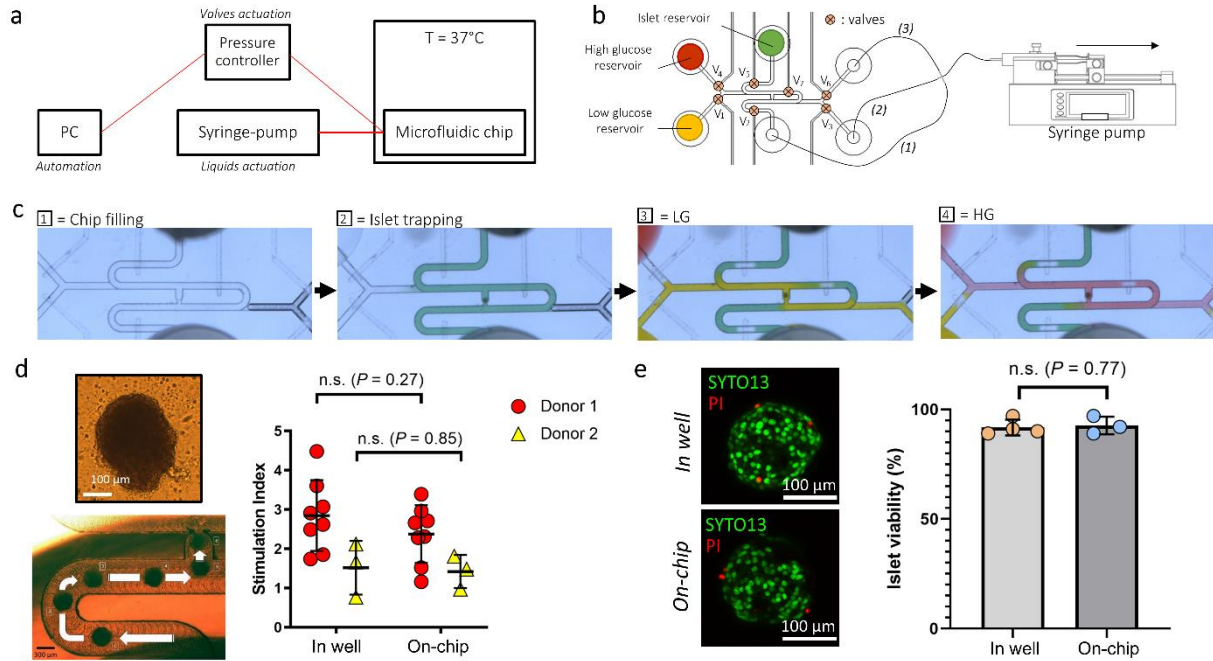 a
Valves actuation
Pressure
controller
T = 37°C
PC
Syringe-pump
Microfluidic chip
Automation
Liquids actuation
b
Islet reservoir
: valves
High glucose
reservoir
Low glucose
reservoir
V4
V5
V7
V6
V1
V2
V3
(3)
(2)
(1)
Syringe pump
c
1 = Chip filling
2 = Islet trapping
3 = LG
4 = HG
d
100 µm
300 µm
n.s. (P = 0.27)
n.s. (P = 0.85)
Donor 1
Donor 2
Stimulation Index
5
4
3
2
1
0
In well
On-chip
e
In well
SYTO13
PI
100 µm
On-chip
SYTO13
PI
100 µm
n.s. (P = 0.77)
Islet viability (%)
100
50
0
In well
On-chip